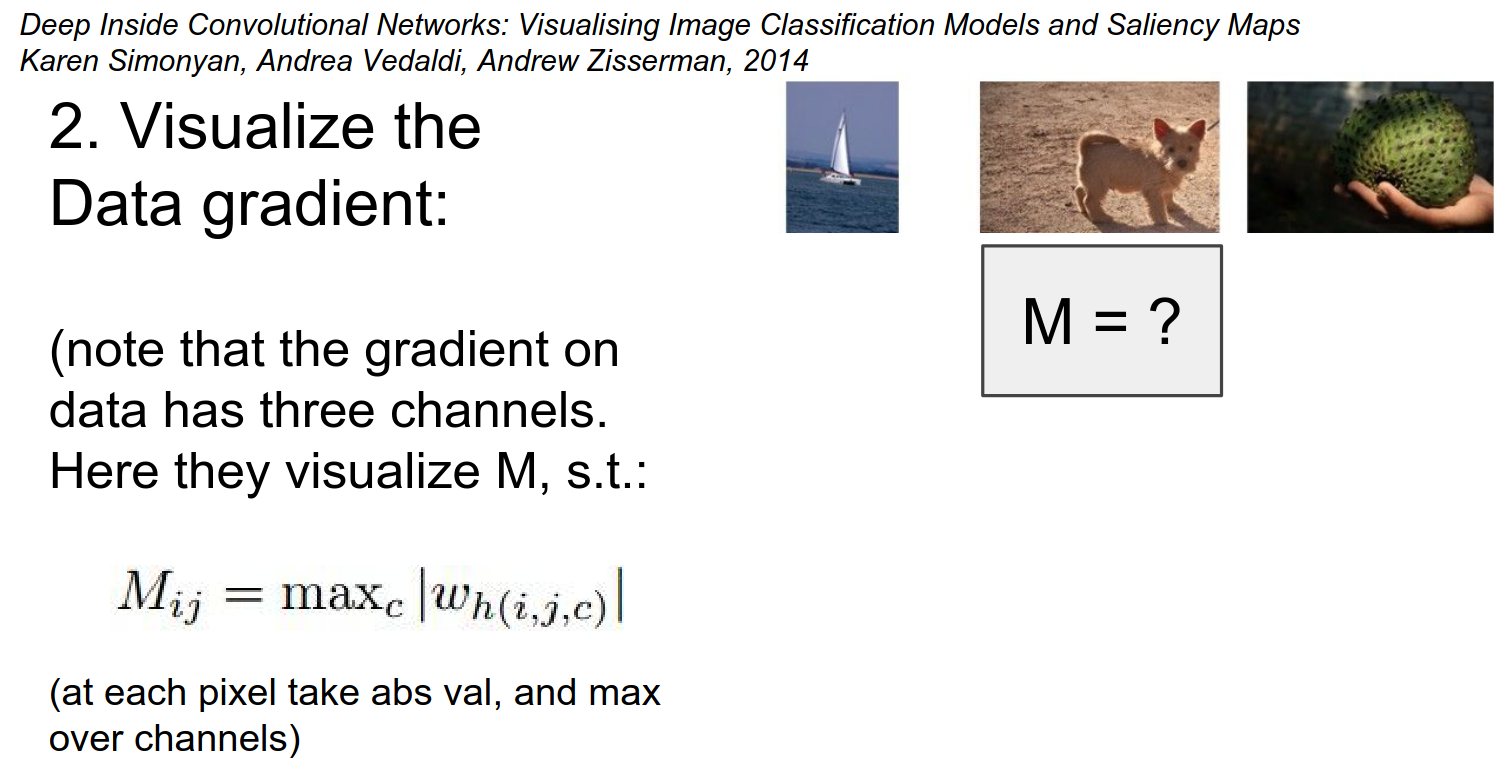 Deep Inside Convolutional Networks: Visualising Image Classification Models and Saliency Maps
Karen Simonyan, Andrea Vedaldi, Andrew Zisserman, 2014
2. Visualize the
Data gradient:
M = ?
(note that the gradient on
data has three channels.
Here they visualize M, s.t.:
M_{ij} = max_c |w_{h(i,j,c)}|
(at each pixel take abs val, and max
over channels)